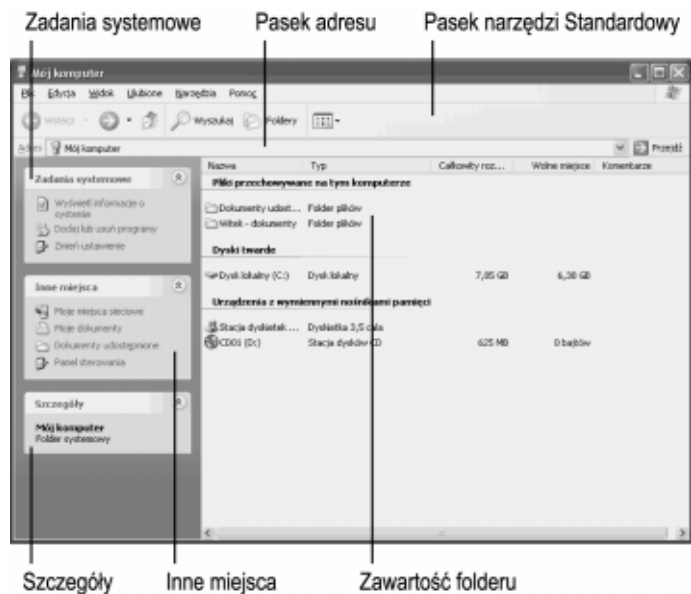 Zadania systemowe Pasek adresu Pasek narzędzi Standardowy
Mój komputer
Plik Edycja Widok Ulubione Narzędzia Pomoc
Wstecz Wyszukaj Foldery
Adres Mój komputer Przejdź
Nazwa Typ Całkowity roz... Wolne miejsce Komentarze
Zadania systemowe
Wyświetl informacje o systemie
Dodaj lub usuń programy
Zmień ustawienie
Inne miejsca
Moje miejsca sieciowe
Moje dokumenty
Dokumenty udostępnione
Panel sterowania
Szczegóły
Mój komputer
Folder systemowy
Pliki przechowywane na tym komputerze
Dokumenty udost... Folder plików
Witek - dokumenty Folder plików
Dyski twarde
Dysk lokalny (C:) Dysk lokalny 7,85 GB 6,38 GB
Urządzenia z wymiennymi nośnikami pamięci
Stacja dyskietek ... Dyskietka 3,5 cala
CD01 (D:) Stacja dysków CD 625 MB 0 bajtów
Szczegóły Inne miejsca Zawartość folderu